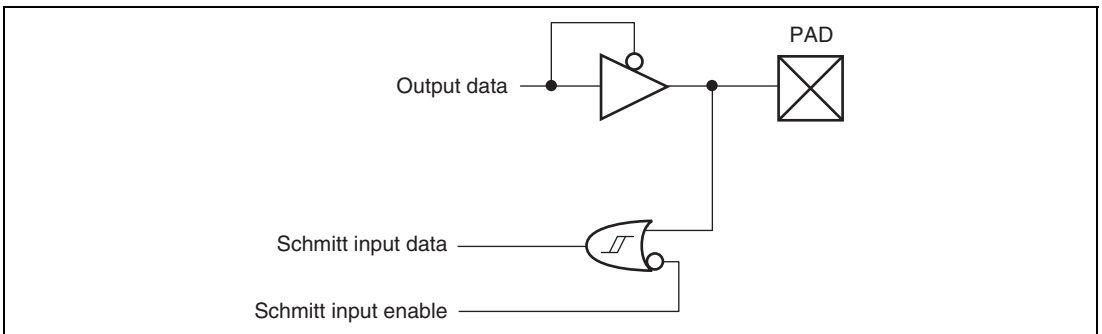 PAD
Output data
Schmitt input data
Schmitt input enable